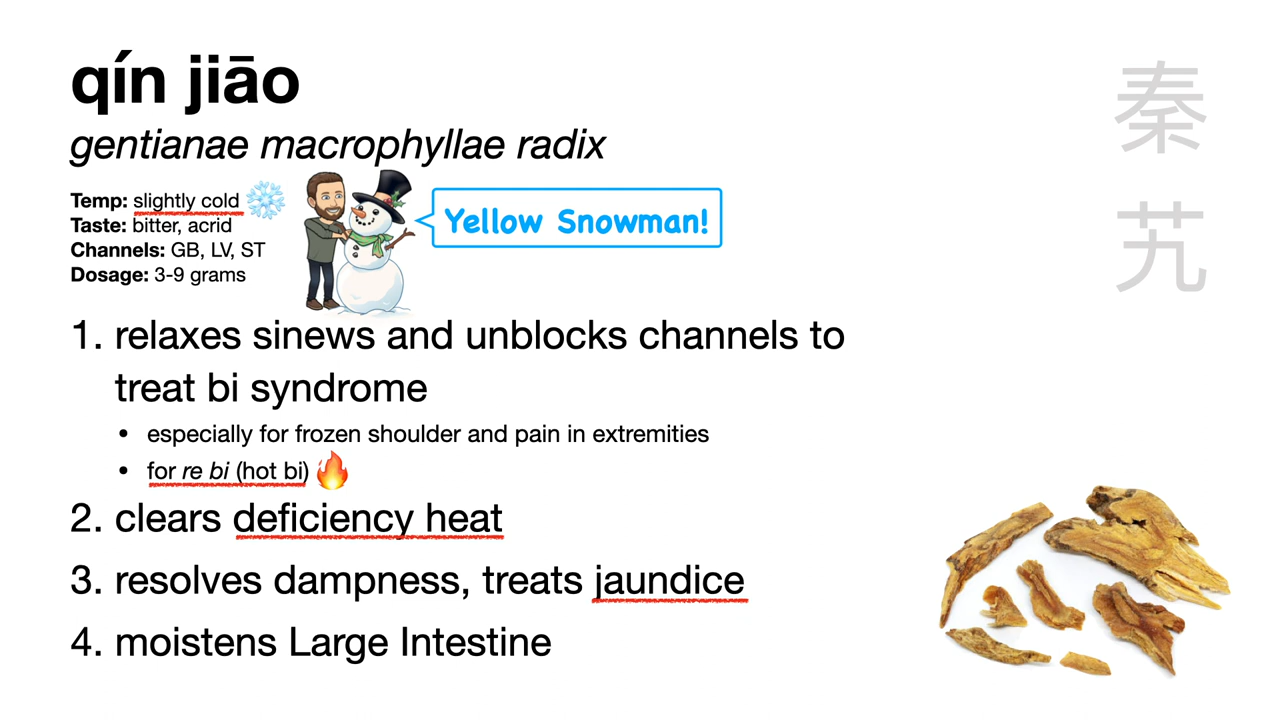 qín jiāo
gentianae macrophyllae radix
Temp: slightly cold
Taste: bitter, acrid
Channels: GB, LV, ST
Dosage: 3-9 grams
Yellow Snowman!
1. relaxes sinews and unblocks channels to
treat bi syndrome
• especially for frozen shoulder and pain in extremities
• for re bi (hot bi)
2. clears deficiency heat
3. resolves dampness, treats jaundice
4. moistens Large Intestine
秦
艽